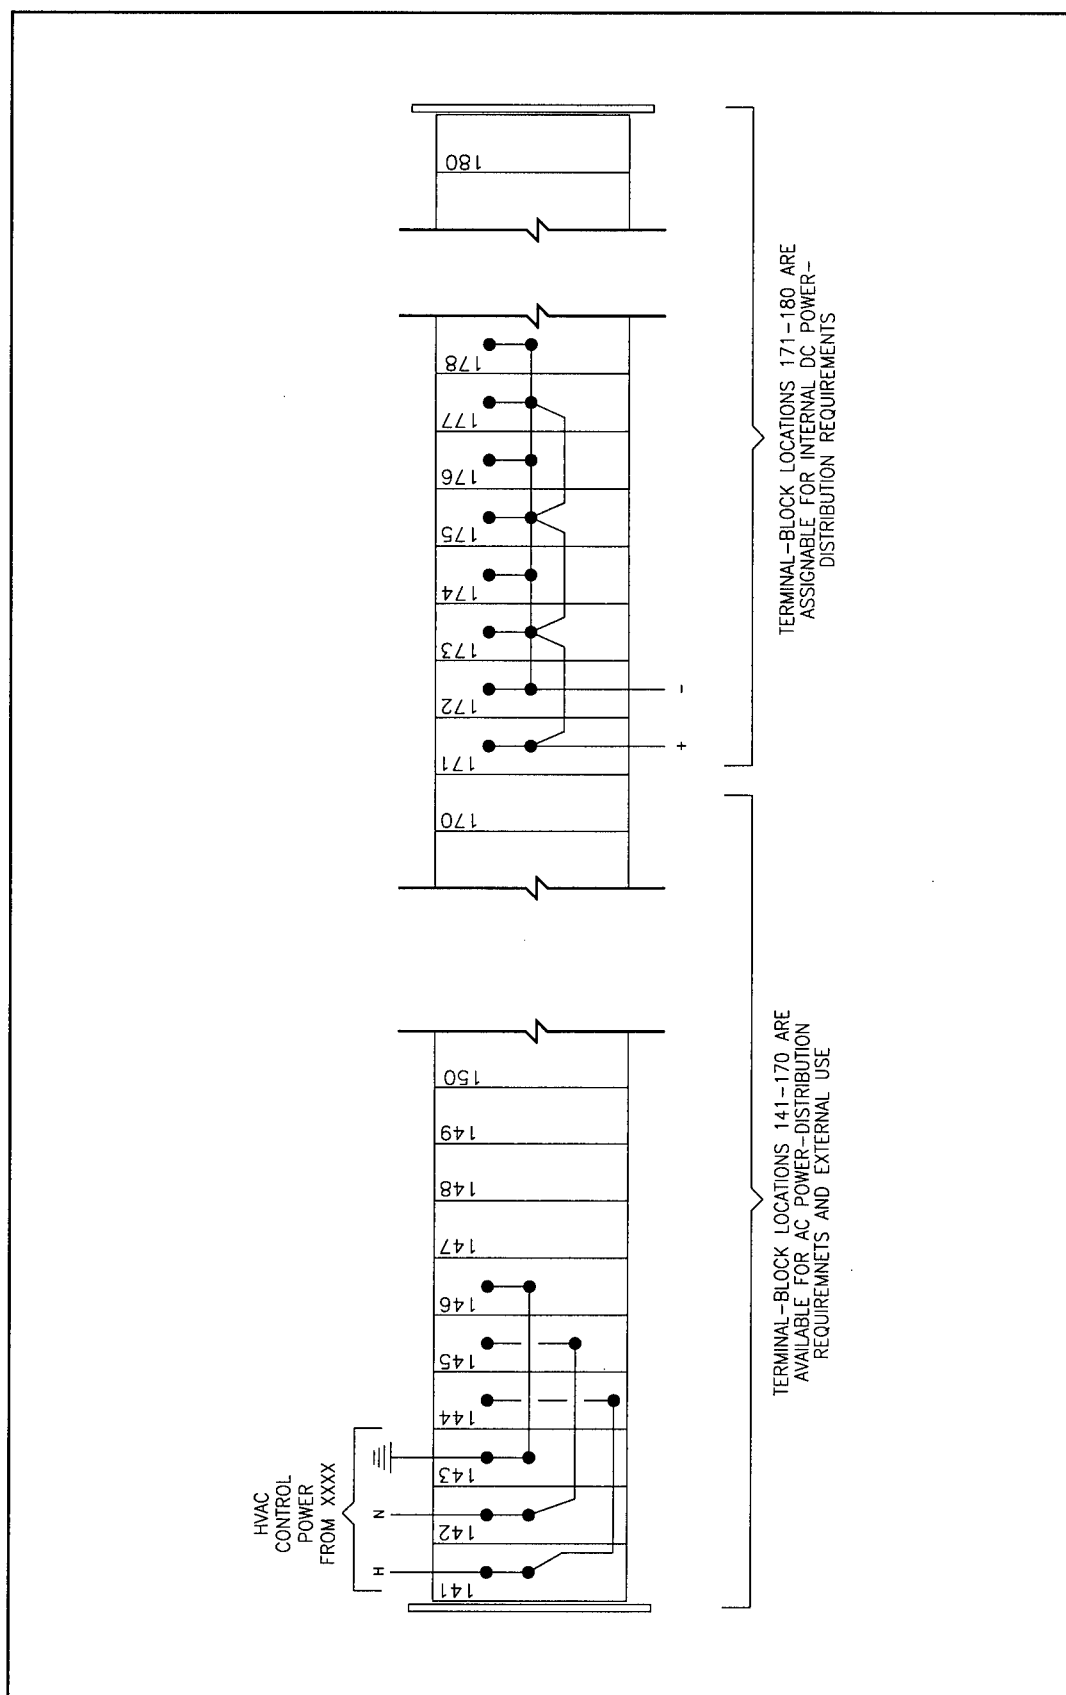 HVAC
CONTROL
POWER
FROM XXXX
H
N
141
142
143
144
145
146
147
148
149
150
170
171
172
173
174
175
176
177
178
180
+
-
TERMINAL-BLOCK LOCATIONS 141-170 ARE
AVAILABLE FOR AC POWER-DISTRIBUTION
REQUIREMNETS AND EXTERNAL USE
TERMINAL-BLOCK LOCATIONS 171-180 ARE
ASSIGNABLE FOR INTERNAL DC POWER-
DISTRIBUTION REQUIREMENTS